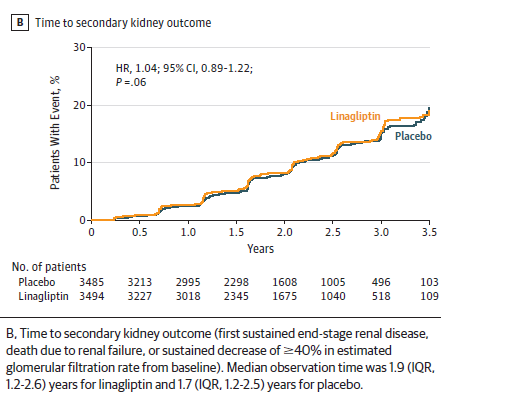 B Time to secondary kidney outcome
30
HR, 1.04; 95% CI, 0.89-1.22;
P = .06
20
Linagliptin
Placebo
Patients With Event, %
10
0
0 0.5 1.0 1.5 2.0 2.5 3.0 3.5
Years
No. of patients
Placebo 3485 3213 2995 2298 1608 1005 496 103
Linagliptin 3494 3227 3018 2345 1675 1040 518 109
B, Time to secondary kidney outcome (first sustained end-stage renal disease,
death due to renal failure, or sustained decrease of ≥40% in estimated
glomerular filtration rate from baseline). Median observation time was 1.9 (IQR,
1.2-2.6) years for linagliptin and 1.7 (IQR, 1.2-2.5) years for placebo.